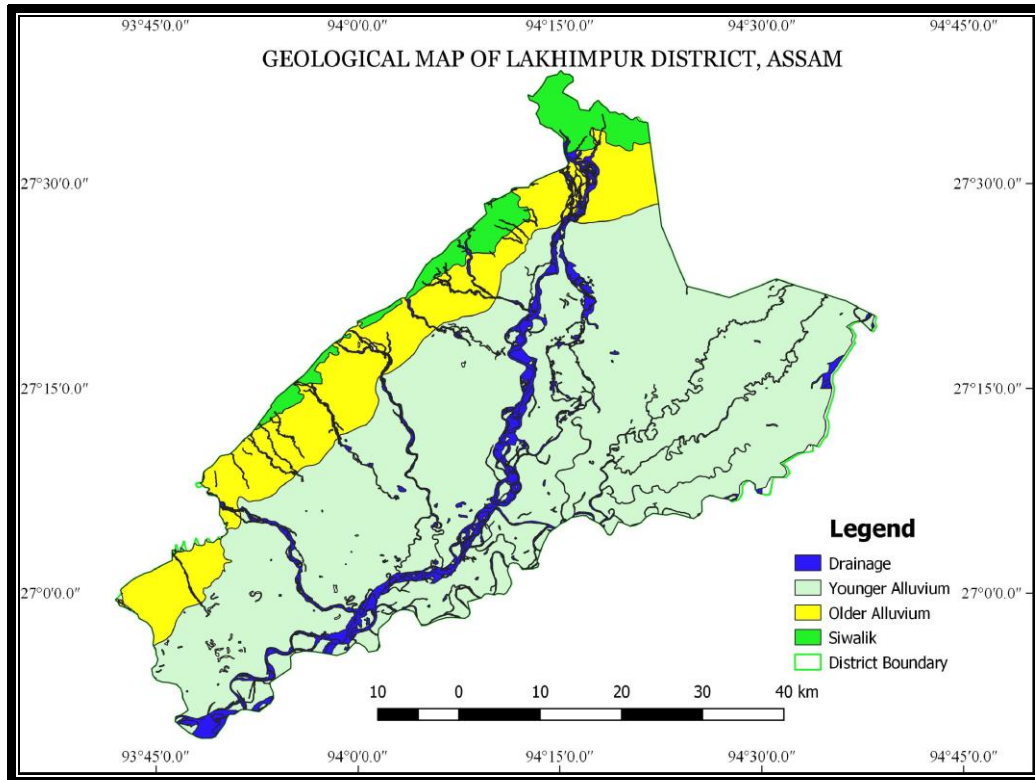 93°45'0.0" 94°0'0.0" 94°15'0.0" 94°30'0.0" 94°45'0.0"
GEOLOGICAL MAP OF LAKHIMPUR DISTRICT, ASSAM
27°30'0.0" 27°30'0.0"
27°15'0.0" 27°15'0.0"
27°0'0.0" 27°0'0.0"
Legend
Drainage
Younger Alluvium
Older Alluvium
Siwalik
District Boundary
10 0 10 20 30 40 km
93°45'0.0" 94°0'0.0" 94°15'0.0" 94°30'0.0" 94°45'0.0"